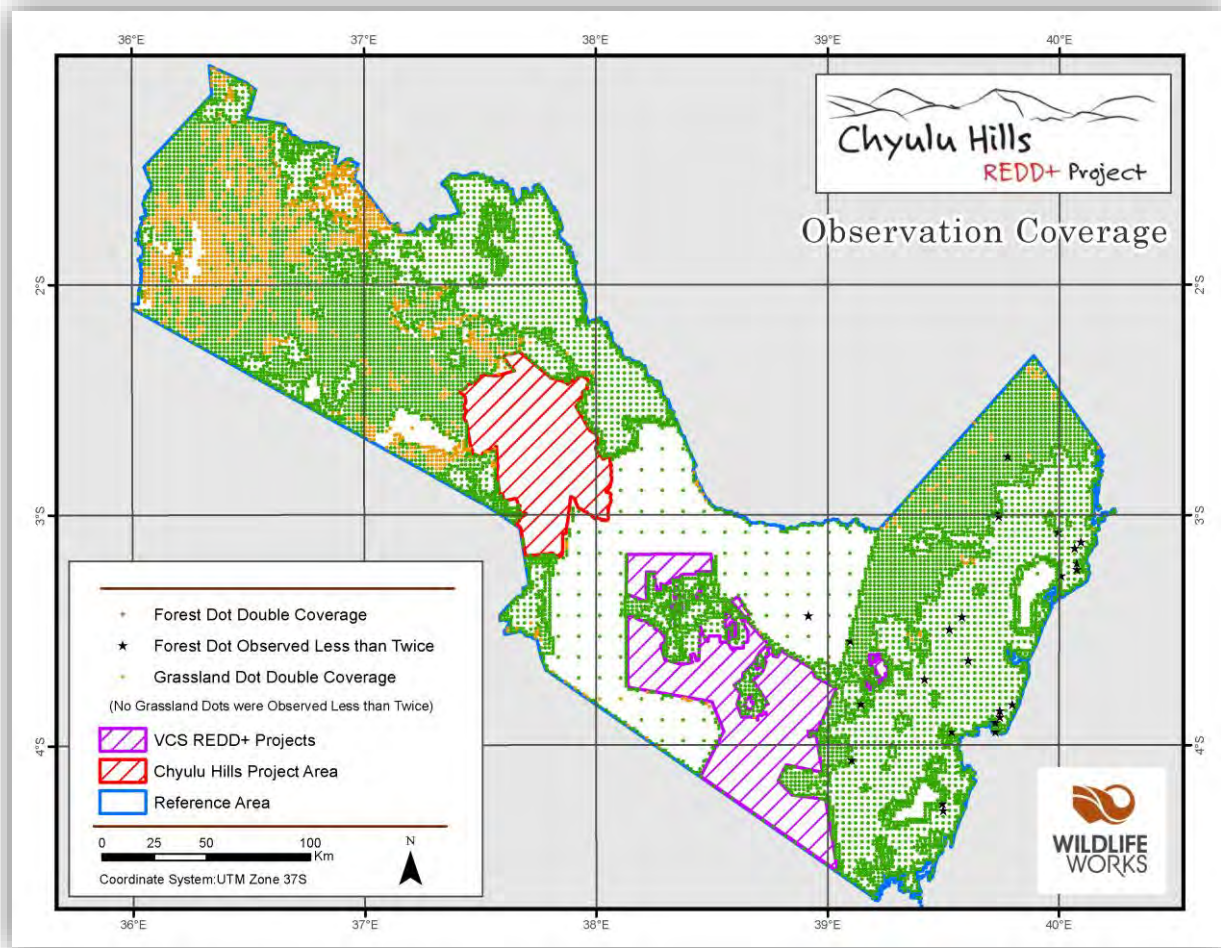 36°E 37°E 38°E 39°E 40°E
Chyulu Hills
REDD+ Project
Observation Coverage
2°S 2°S
3°S 3°S
4°S 4°S
Forest Dot Double Coverage
Forest Dot Observed Less than Twice
Grassland Dot Double Coverage
(No Grassland Dots were Observed Less than Twice)
VCS REDD+ Projects
Chyulu Hills Project Area
Reference Area
0 25 50 100
Km
N
Coordinate System:UTM Zone 37S
WILDLIFE
WORKS
36°E 37°E 38°E 39°E 40°E